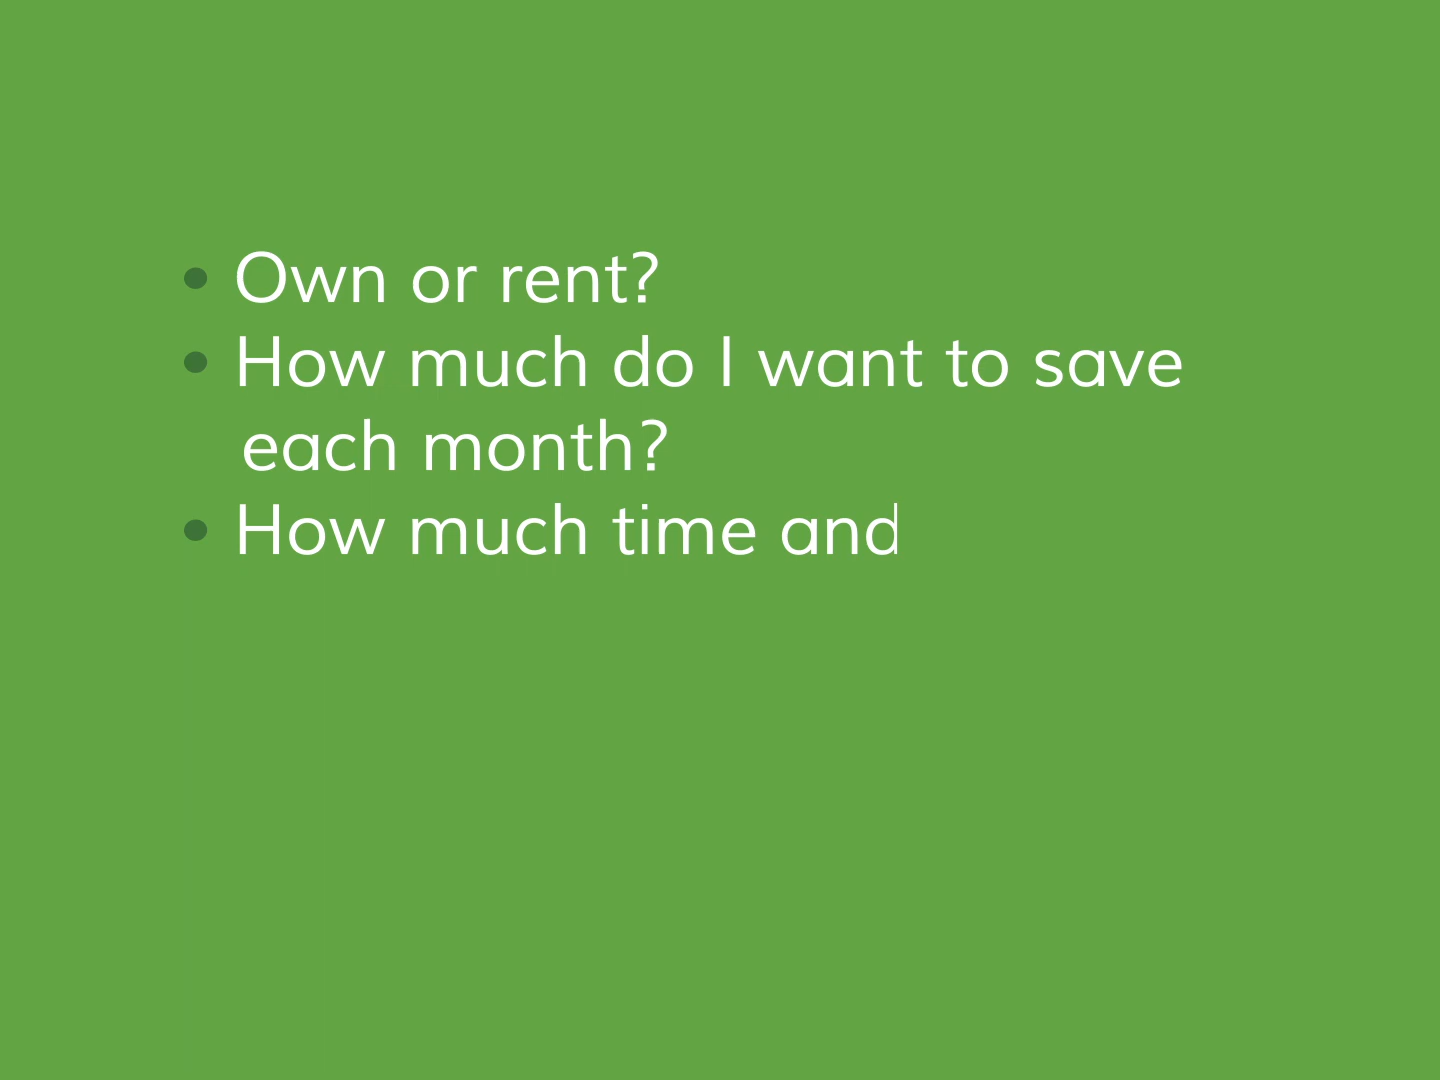 • Own or rent?
• How much do I want to save
each month?
• How much time and